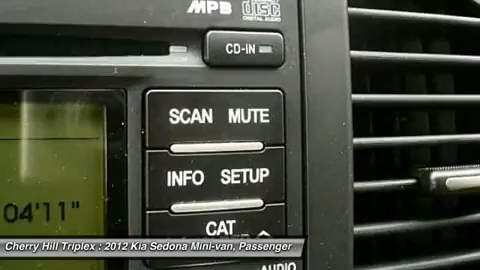 MP3 disc
DIGITAL AUDIO
CD-IN
SCAN MUTE
INFO SETUP
04'11"
CAT
AUDIO
Cherry Hill Triplex : 2012 Kia Sedona Mini-van, Passenger